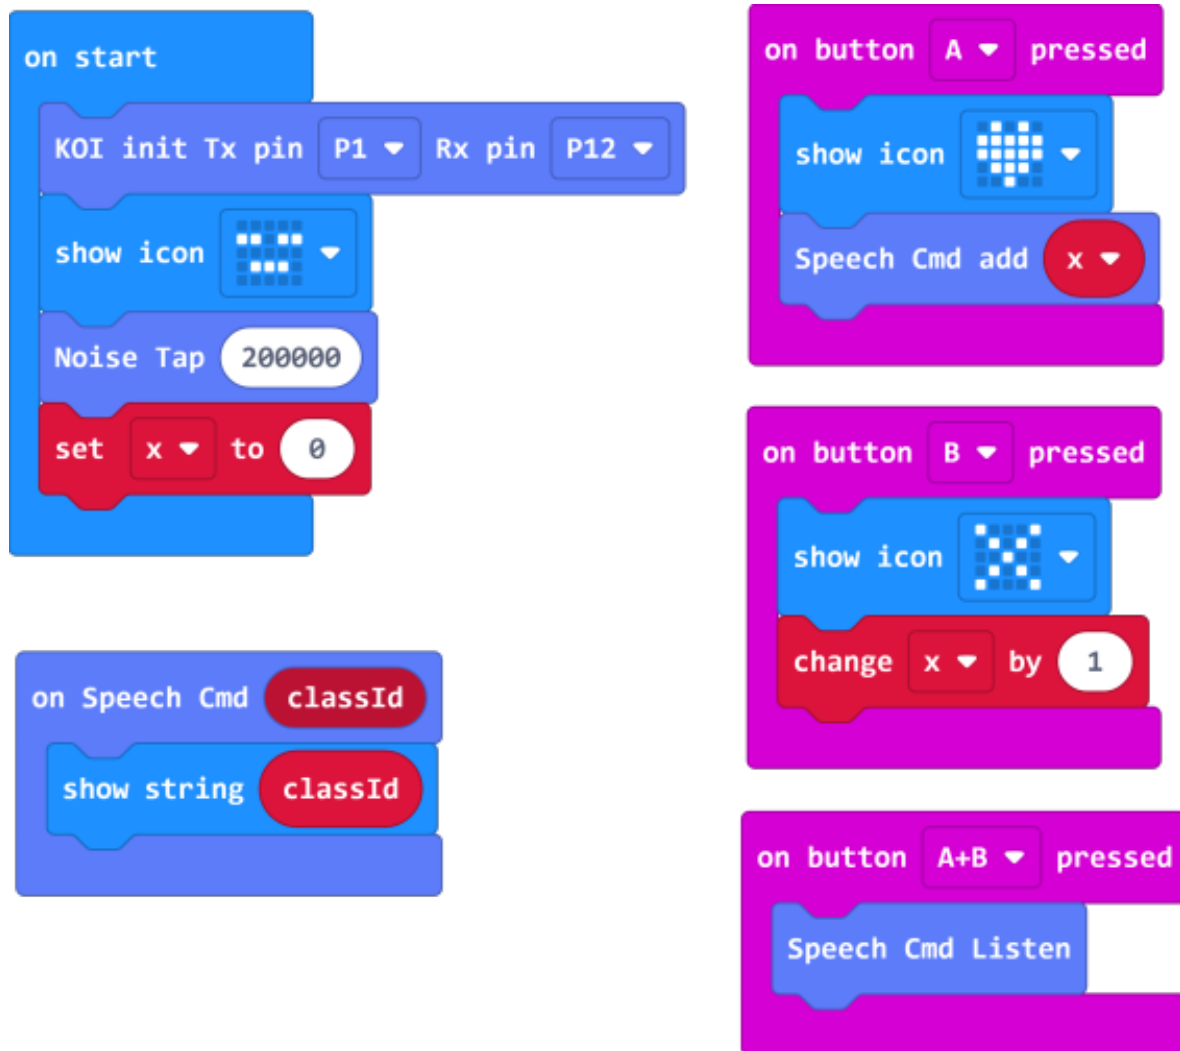 on start
KOI init Tx pin P1 Rx pin P12
show icon
Noise Tap 200000
set x to 0
on Speech Cmd classId
show string classId
on button A pressed
show icon
Speech Cmd add x
on button B pressed
show icon
change x by 1
on button A+B pressed
Speech Cmd Listen